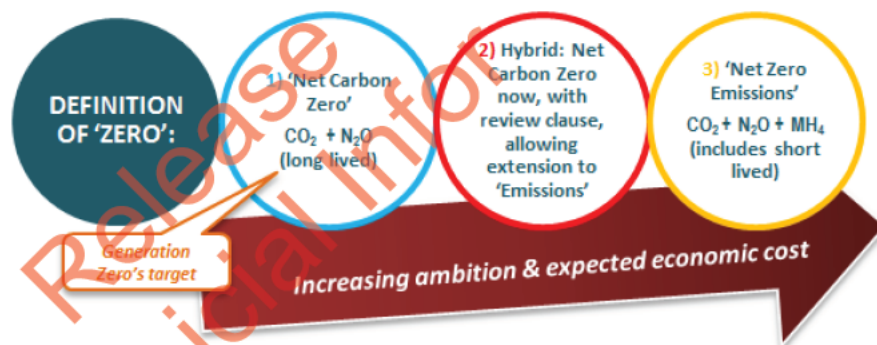 DEFINITION
OF ‘ZERO’:
1) ‘Net Carbon
Zero’
CO₂ + N₂O
(long lived)
2) Hybrid: Net
Carbon Zero
now, with
review clause,
allowing
extension to
‘Emissions’
3) ‘Net Zero
Emissions’
CO₂ + N₂O + MH₄
(includes short
lived)
Generation
Zero’s target
Increasing ambition & expected economic cost
Release
icial Infor